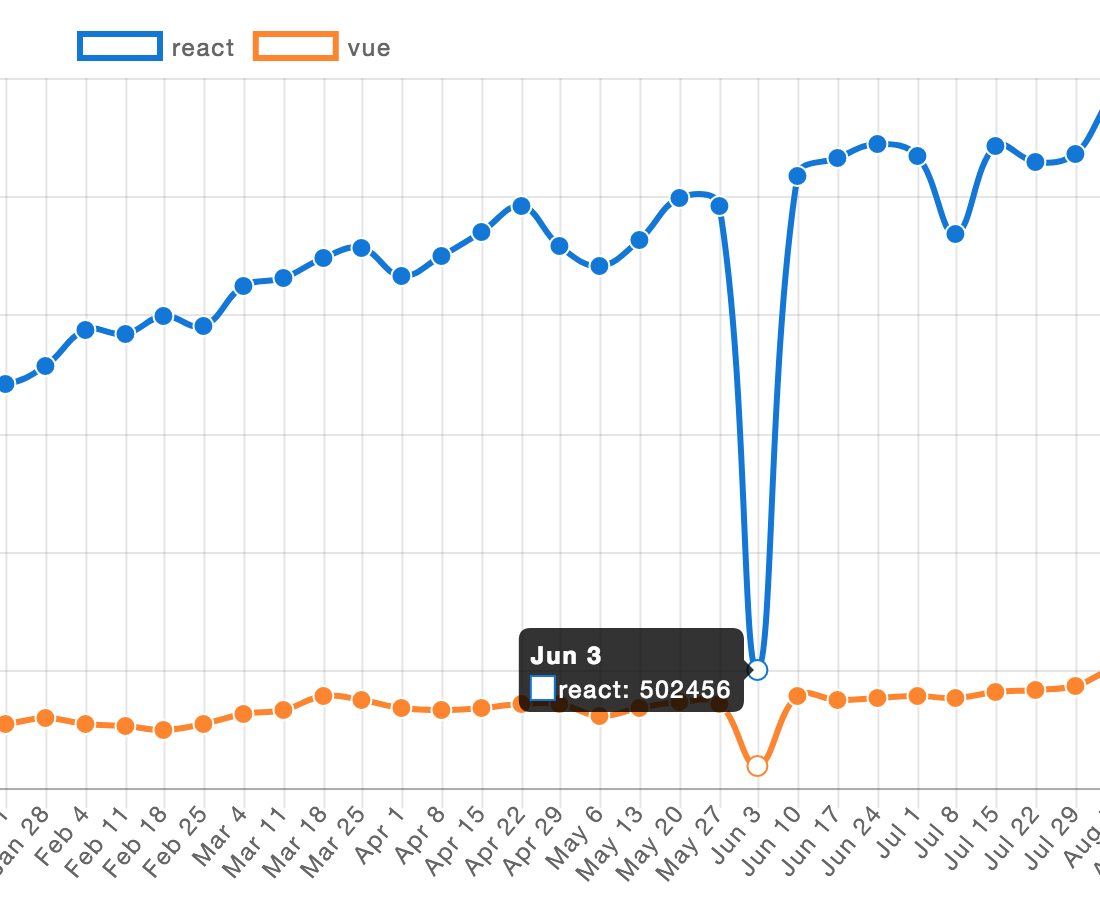 react vue
Jun 3
react: 502456
Jan 28
Feb 4
Feb 11
Feb 18
Feb 25
Mar 4
Mar 11
Mar 18
Mar 25
Apr 1
Apr 8
Apr 15
Apr 22
Apr 29
May 6
May 13
May 20
May 27
Jun 3
Jun 10
Jun 17
Jun 24
Jul 1
Jul 8
Jul 15
Jul 22
Jul 29
Aug